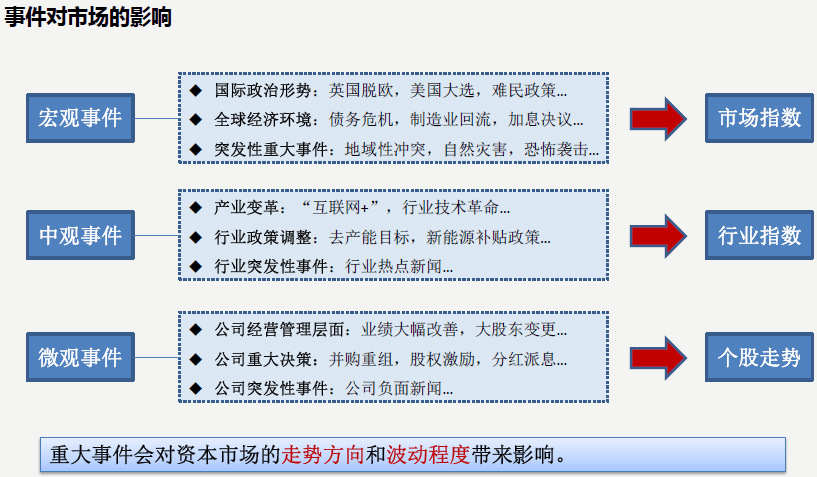 事件对市场的影响
宏观事件
◆ 国际政治形势：英国脱欧，美国大选，难民政策…
◆ 全球经济环境：债务危机，制造业回流，加息决议…
◆ 突发性重大事件：地域性冲突，自然灾害，恐怖袭击…
市场指数
中观事件
◆ 产业变革：“互联网+”，行业技术革命…
◆ 行业政策调整：去产能目标，新能源补贴政策…
◆ 行业突发性事件：行业热点新闻…
行业指数
微观事件
◆ 公司经营管理层面：业绩大幅改善，大股东变更…
◆ 公司重大决策：并购重组，股权激励，分红派息…
◆ 公司突发性事件：公司负面新闻…
个股走势
重大事件会对资本市场的走势方向和波动程度带来影响。